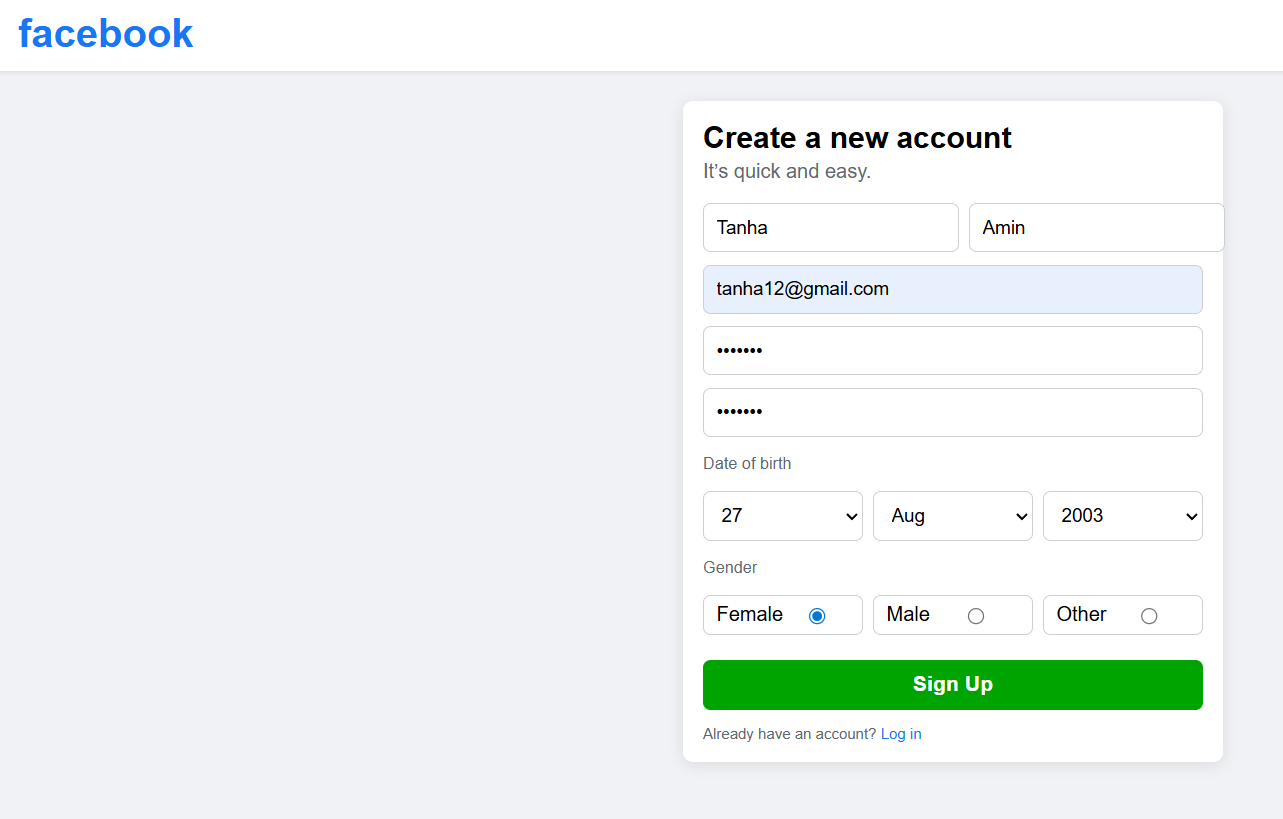 facebook
Create a new account
It’s quick and easy.
Tanha Amin
tanha12@gmail.com
•••••••
•••••••
Date of birth
27 Aug 2003
Gender
Female Male Other
Sign Up
Already have an account? Log in